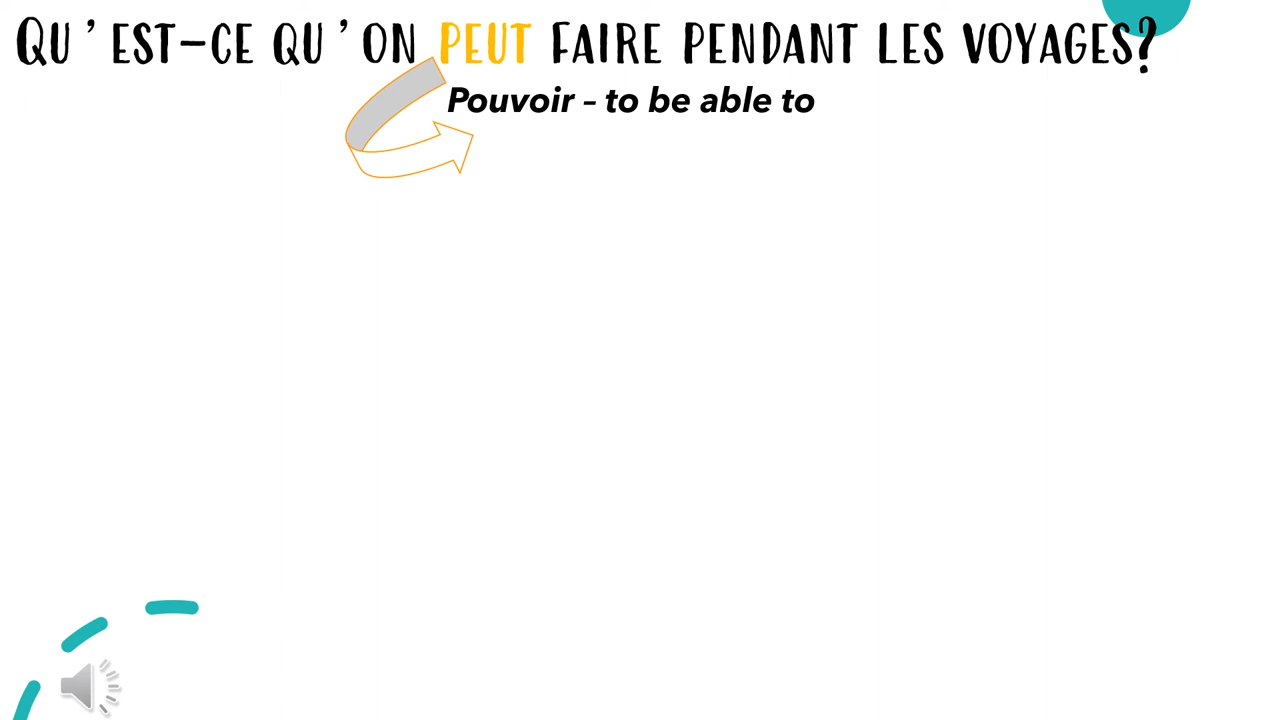 Qu'est-ce qu'on peut faire pendant les voyages?
Pouvoir – to be able to